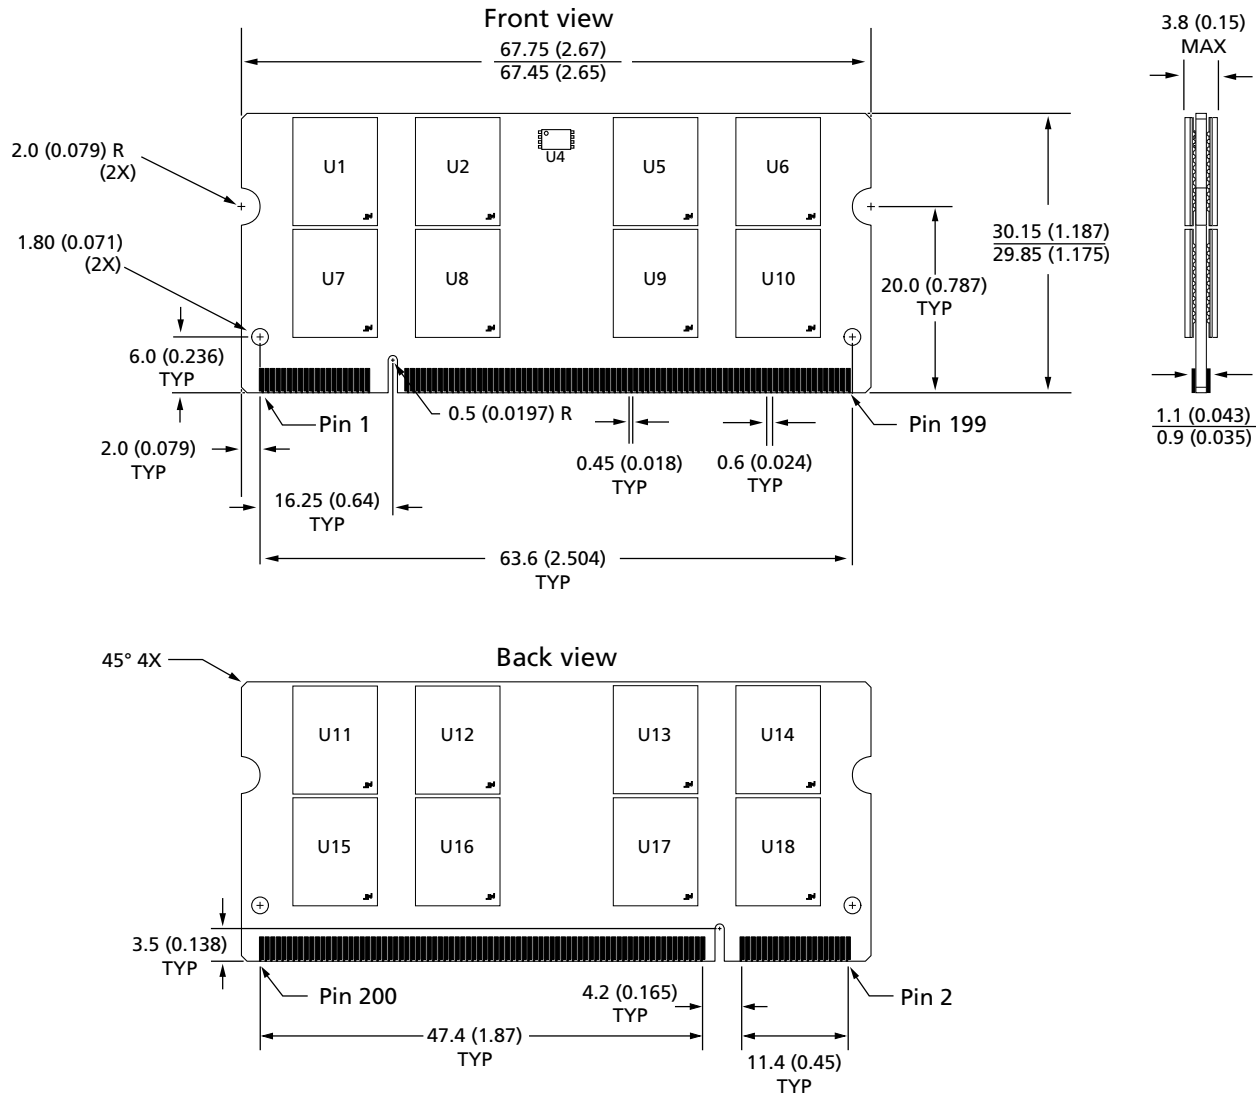 Front view
67.75 (2.67)
67.45 (2.65)
3.8 (0.15)
MAX
2.0 (0.079) R
(2X)
U1
U2
U4
U5
U6
1.80 (0.071)
(2X)
U7
U8
U9
U10
30.15 (1.187)
29.85 (1.175)
20.0 (0.787)
TYP
6.0 (0.236)
TYP
Pin 1
0.5 (0.0197) R
Pin 199
1.1 (0.043)
0.9 (0.035)
2.0 (0.079)
TYP
0.45 (0.018)
TYP
0.6 (0.024)
TYP
16.25 (0.64)
TYP
63.6 (2.504)
TYP
Back view
45° 4X
U11
U12
U13
U14
U15
U16
U17
U18
3.5 (0.138)
TYP
Pin 200
4.2 (0.165)
TYP
Pin 2
47.4 (1.87)
TYP
11.4 (0.45)
TYP